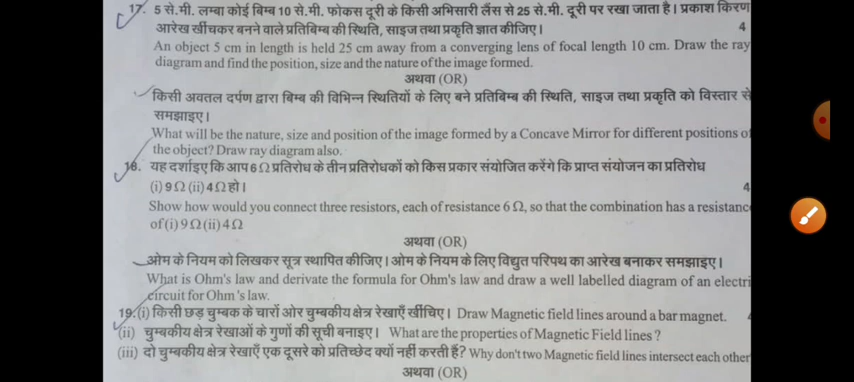 17. 5 से.मी. लम्बा कोई बिम्ब 10 से.मी. फोकस दूरी के किसी अभिसारी लैंस से 25 से.मी. दूरी पर रखा जाता है। प्रकाश किरण
आरेख खींचकर बनने वाले प्रतिबिम्ब की स्थिति, साइज तथा प्रकृति ज्ञात कीजिए। 4
An object 5 cm in length is held 25 cm away from a converging lens of focal length 10 cm. Draw the ray
diagram and find the position, size and the nature of the image formed.
अथवा (OR)
किसी अवतल दर्पण द्वारा बिम्ब की विभिन्न स्थितियों के लिए बने प्रतिबिम्ब की स्थिति, साइज तथा प्रकृति को विस्तार से
समझाइए।
What will be the nature, size and position of the image formed by a Concave Mirror for different positions of
the object? Draw ray diagram also.
18. यह दर्शाइए कि आप 6 Ω प्रतिरोध के तीन प्रतिरोधकों को किस प्रकार संयोजित करेंगे कि प्राप्त संयोजन का प्रतिरोध
(i) 9 Ω (ii) 4 Ω हो। 4
Show how would you connect three resistors, each of resistance 6 Ω, so that the combination has a resistance
of (i) 9 Ω (ii) 4 Ω
अथवा (OR)
ओम के नियम को लिखकर सूत्र स्थापित कीजिए। ओम के नियम के लिए विद्युत परिपथ का आरेख बनाकर समझाइए।
What is Ohm's law and derivate the formula for Ohm's law and draw a well labelled diagram of an electri
circuit for Ohm's law.
19. (i) किसी छड़ चुम्बक के चारों ओर चुम्बकीय क्षेत्र रेखाएँ खींचिए। Draw Magnetic field lines around a bar magnet.
(ii) चुम्बकीय क्षेत्र रेखाओं के गुणों की सूची बनाइए। What are the properties of Magnetic Field lines ?
(iii) दो चुम्बकीय क्षेत्र रेखाएँ एक दूसरे को प्रतिच्छेद क्यों नहीं करती हैं? Why don't two Magnetic field lines intersect each other
अथवा (OR)